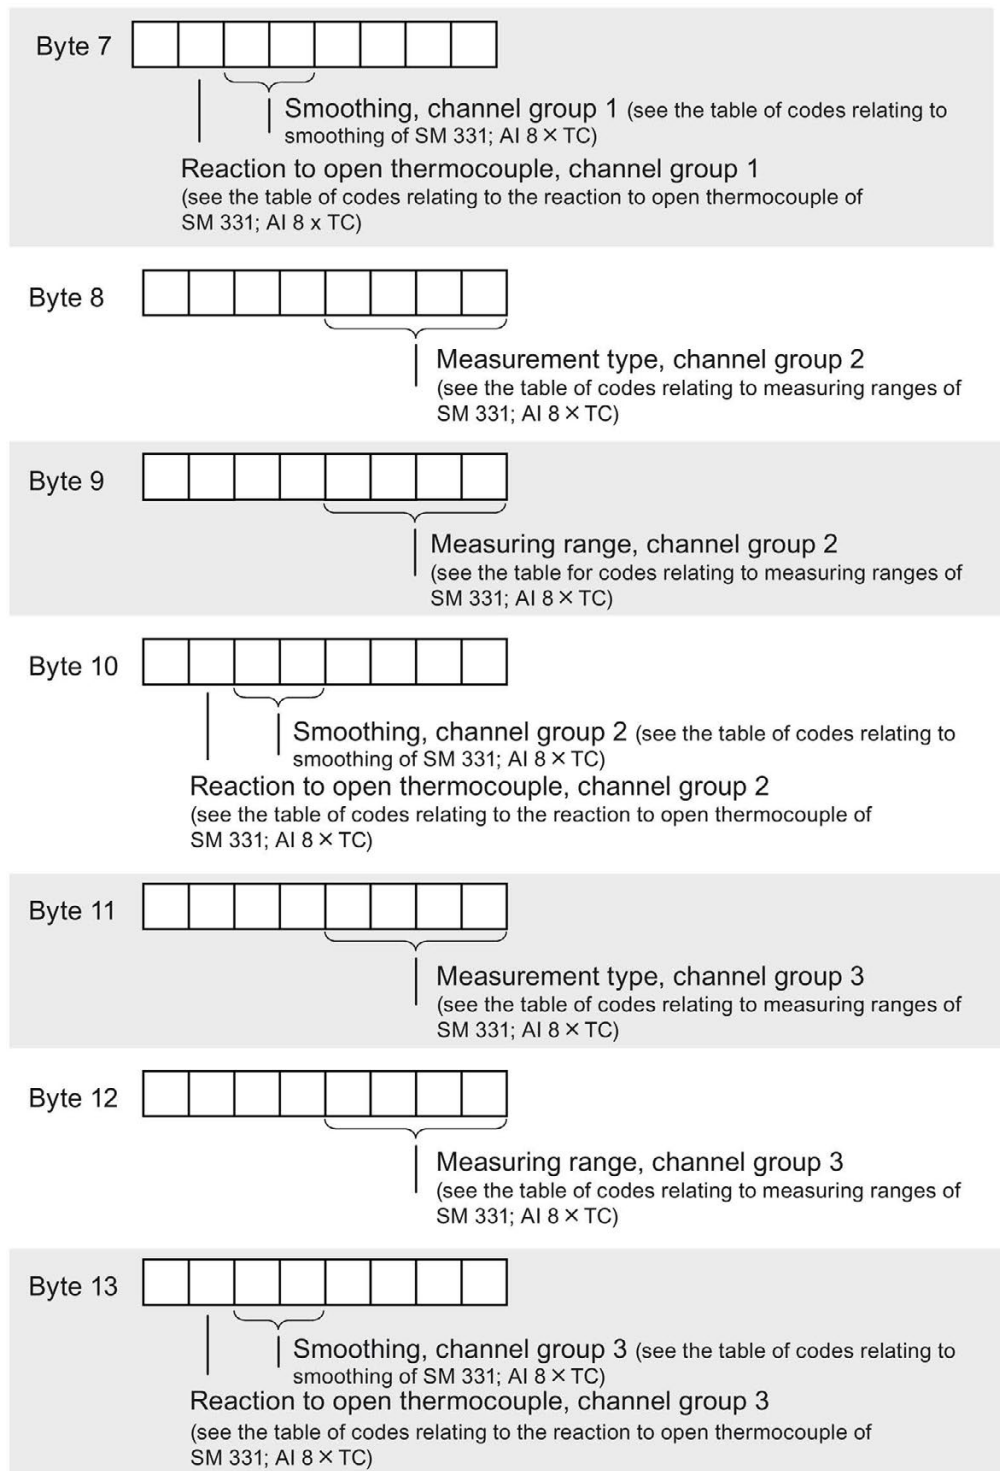 Byte 7
Smoothing, channel group 1 (see the table of codes relating to
smoothing of SM 331; AI 8 × TC)
Reaction to open thermocouple, channel group 1
(see the table of codes relating to the reaction to open thermocouple of
SM 331; AI 8 x TC)
Byte 8
Measurement type, channel group 2
(see the table of codes relating to measuring ranges of
SM 331; AI 8 × TC)
Byte 9
Measuring range, channel group 2
(see the table for codes relating to measuring ranges of
SM 331; AI 8 × TC)
Byte 10
Smoothing, channel group 2 (see the table of codes relating to
smoothing of SM 331; AI 8 × TC)
Reaction to open thermocouple, channel group 2
(see the table of codes relating to the reaction to open thermocouple of
SM 331; AI 8 × TC)
Byte 11
Measurement type, channel group 3
(see the table of codes relating to measuring ranges of
SM 331; AI 8 × TC)
Byte 12
Measuring range, channel group 3
(see the table of codes relating to measuring ranges of
SM 331; AI 8 × TC)
Byte 13
Smoothing, channel group 3 (see the table of codes relating to
smoothing of SM 331; AI 8 × TC)
Reaction to open thermocouple, channel group 3
(see the table of codes relating to the reaction to open thermocouple of
SM 331; AI 8 × TC)